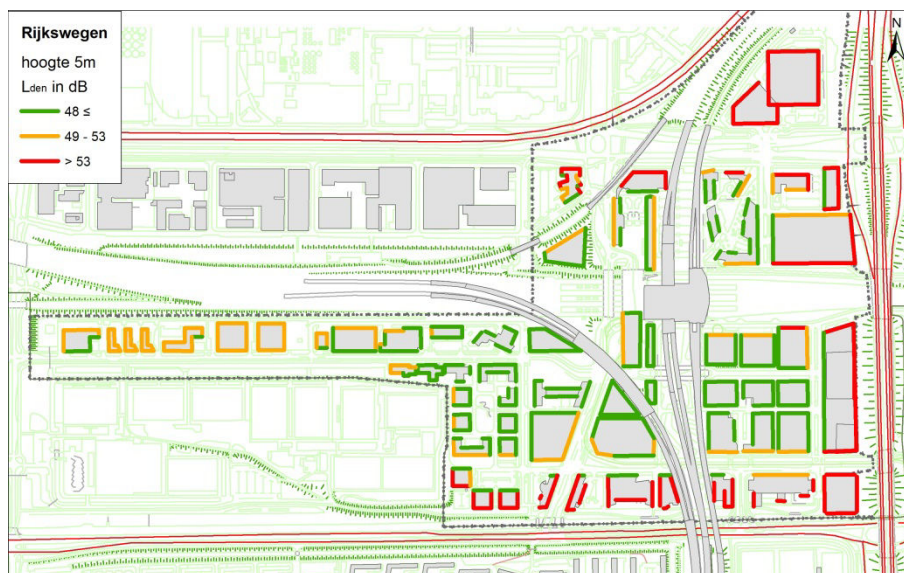 Rijkswegen
hoogte 5m
Lden in dB
48 ≤
49 - 53
> 53
N